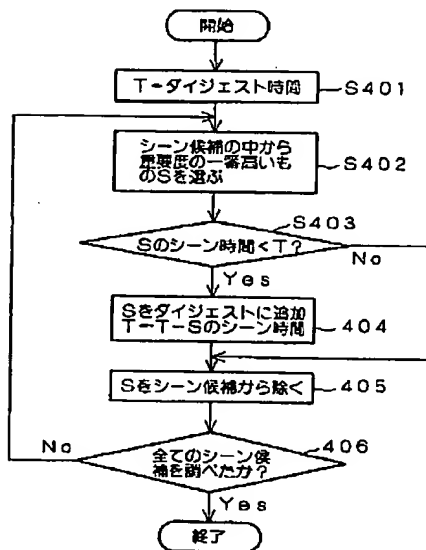 開始
T-ダイジェスト時間
S401
シーン候補の中から
重要度の一番高いも
のSを選ぶ
S402
S403
Sのシーン時間<T?
No
Yes
Sをダイジェストに追加
T-T-Sのシーン時間
404
Sをシーン候補から除く
405
406
No
全てのシーン候
補を調べたか?
Yes
終了